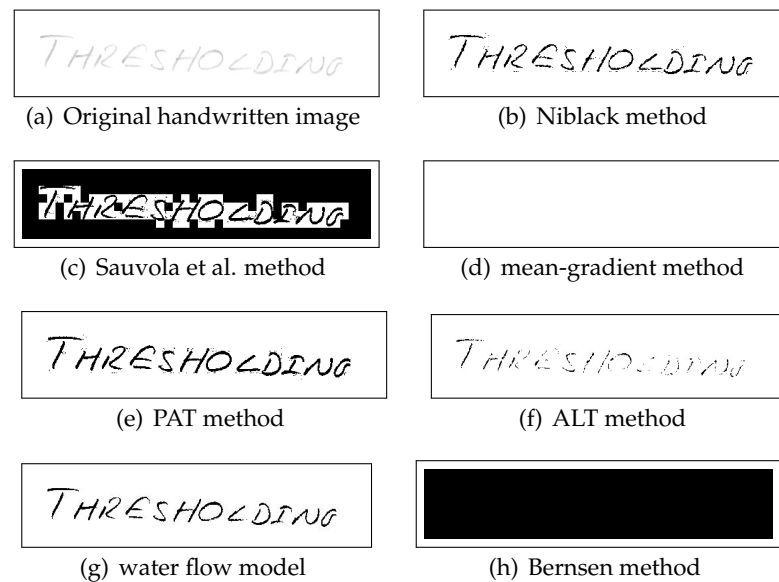 THRESHOLDING
THRESHOLDING
(a) Original handwritten image
(b) Niblack method
THRESHOLDING
(c) Sauvola et al. method
(d) mean-gradient method
THRESHOLDING
THRESHOLDING
(e) PAT method
(f) ALT method
THRESHOLDING
(g) water flow model
(h) Bernsen method